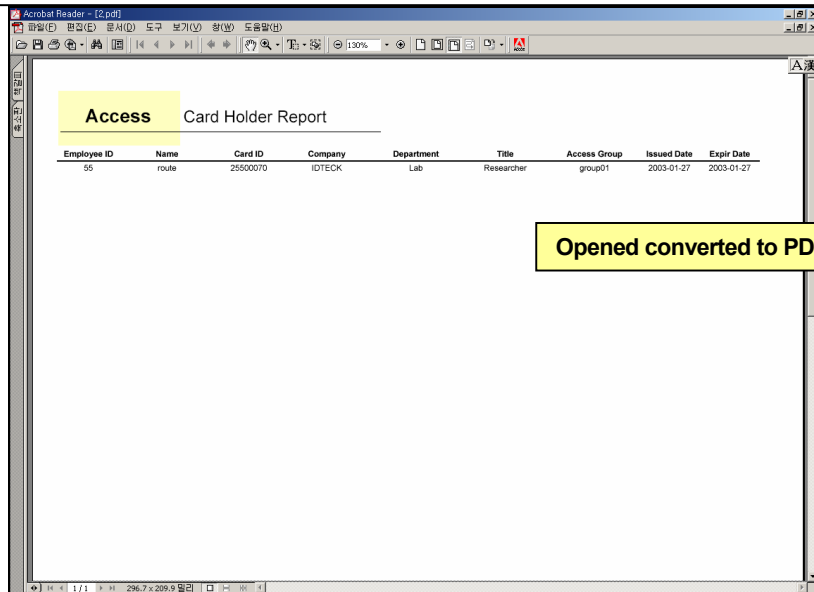 Acrobat Reader - [2.pdf]
파일(F) 편집(E) 문서(D) 도구 보기(V) 창(W) 도움말(H)
130%
Access Card Holder Report
Employee ID Name Card ID Company Department Title Access Group Issued Date Expir Date
55 route 25500070 IDTECK Lab Researcher group01 2003-01-27 2003-01-27
Opened converted to PD
1/1 296.7 x 209.9 밀리